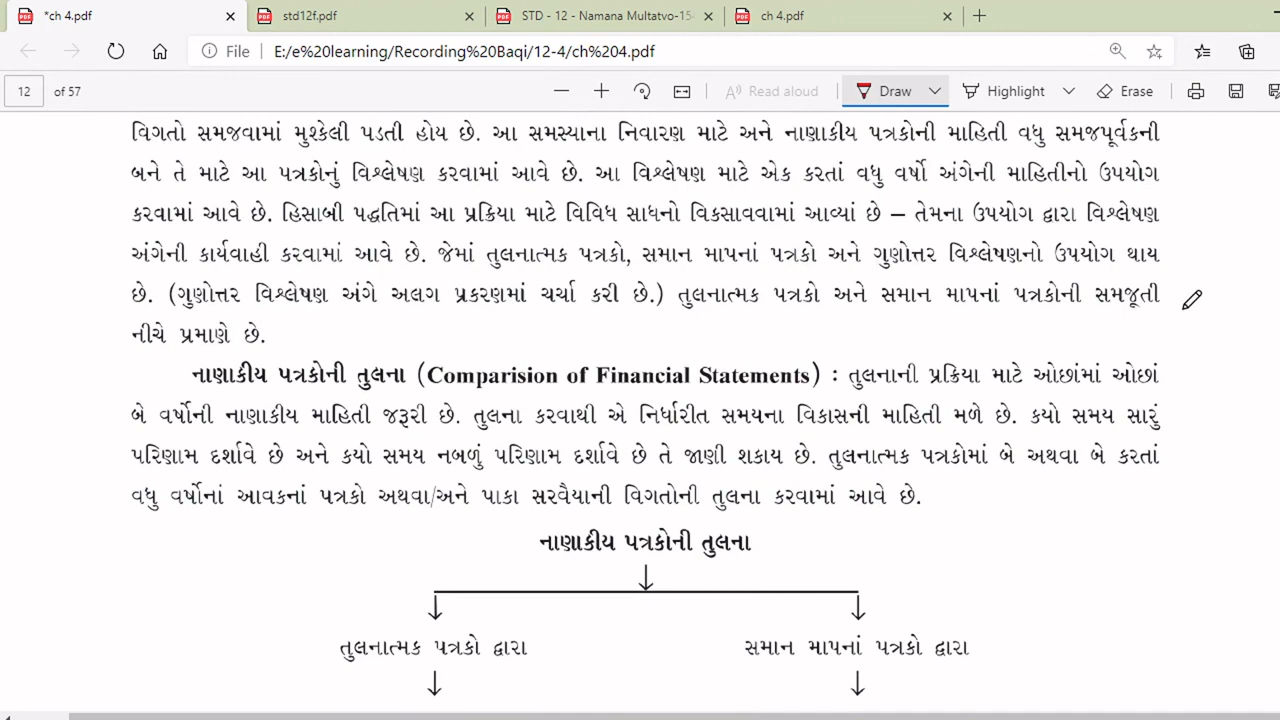 *ch 4.pdf
std12f.pdf
STD - 12 - Namana Multatvo-15
ch 4.pdf
File E:/e%20learning/Recording%20Baqi/12-4/ch%204.pdf
12 of 57 Read aloud Draw Highlight Erase
વિગતો સમજવામાં મુશ્કેલી પડતી હોય છે. આ સમસ્યાના નિવારણ માટે અને નાણાકીય પત્રકોની માહિતી વધુ સમજપૂર્વકની
બને તે માટે આ પત્રકોનું વિશ્લેષણ કરવામાં આવે છે. આ વિશ્લેષણ માટે એક કરતાં વધુ વર્ષો અંગેની માહિતીનો ઉપયોગ
કરવામાં આવે છે. હિસાબી પદ્ધતિમાં આ પ્રક્રિયા માટે વિવિધ સાધનો વિકસાવવામાં આવ્યાં છે – તેમના ઉપયોગ દ્વારા વિશ્લેષણ
અંગેની કાર્યવાહી કરવામાં આવે છે. જેમાં તુલનાત્મક પત્રકો, સમાન માપનાં પત્રકો અને ગુણોત્તર વિશ્લેષણનો ઉપયોગ થાય
છે. (ગુણોત્તર વિશ્લેષણ અંગે અલગ પ્રકરણમાં ચર્ચા કરી છે.) તુલનાત્મક પત્રકો અને સમાન માપનાં પત્રકોની સમજૂતી
નીચે પ્રમાણે છે.
નાણાકીય પત્રકોની તુલના (Comparision of Financial Statements) : તુલનાની પ્રક્રિયા માટે ઓછાંમાં ઓછાં
બે વર્ષોની નાણાકીય માહિતી જરૂરી છે. તુલના કરવાથી એ નિર્ધારીત સમયના વિકાસની માહિતી મળે છે. કયો સમય સારું
પરિણામ દર્શાવે છે અને કયો સમય નબળું પરિણામ દર્શાવે છે તે જાણી શકાય છે. તુલનાત્મક પત્રકોમાં બે અથવા બે કરતાં
વધુ વર્ષોનાં આવકનાં પત્રકો અથવા/અને પાકા સરવૈયાની વિગતોની તુલના કરવામાં આવે છે.
નાણાકીય પત્રકોની તુલના
તુલનાત્મક પત્રકો દ્વારા
સમાન માપનાં પત્રકો દ્વારા